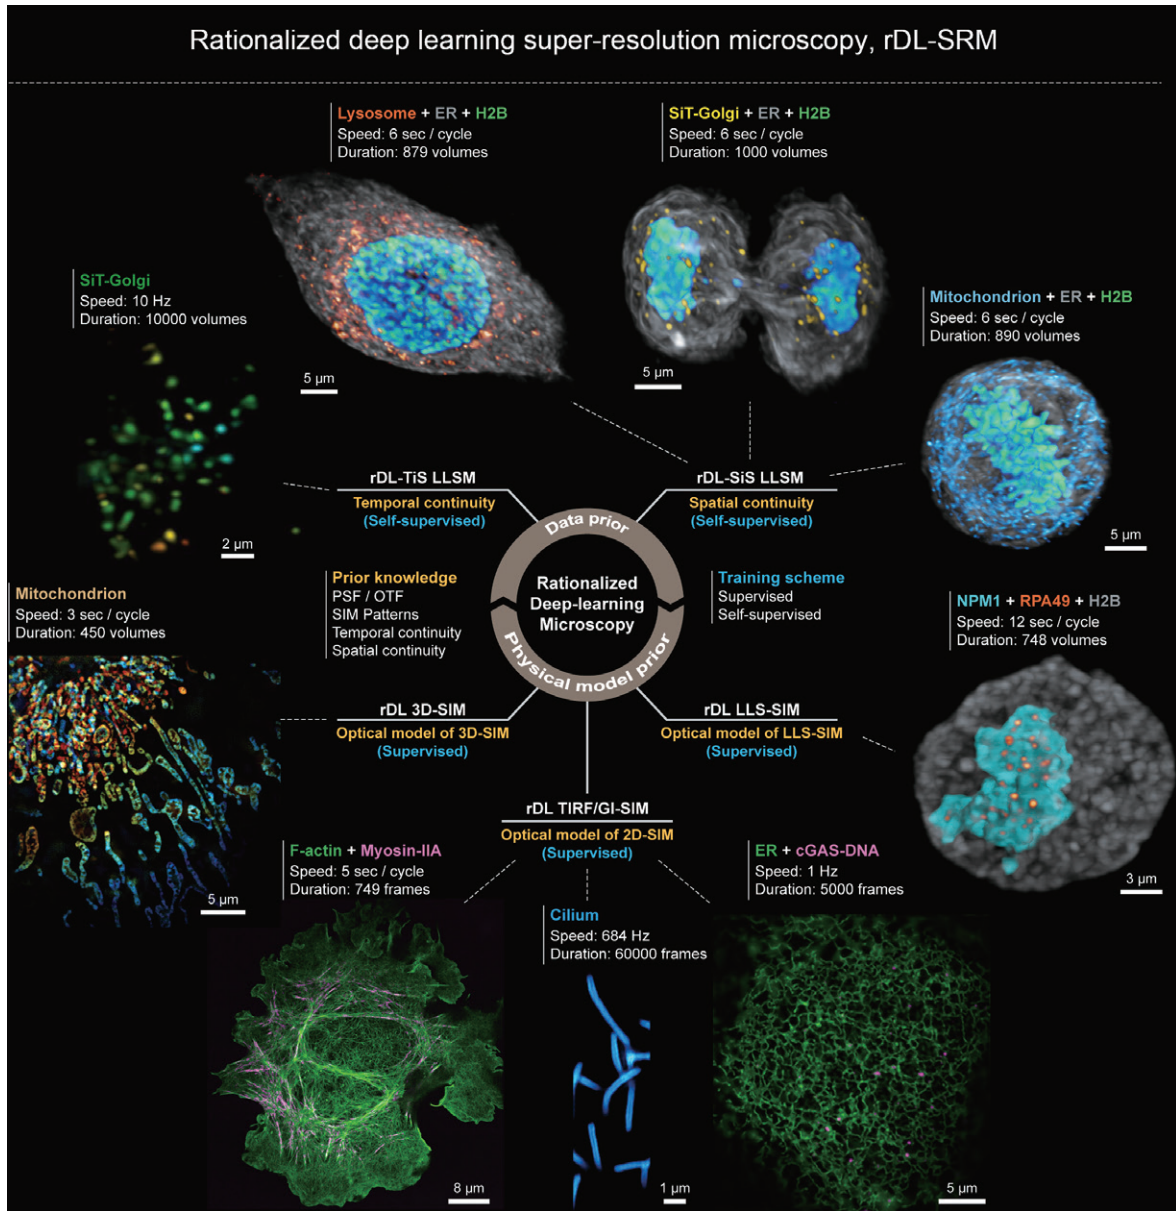 Rationalized deep learning super-resolution microscopy, rDL-SRM
Lysosome + ER + H2B
Speed: 6 sec / cycle
Duration: 879 volumes
5 µm
SiT-Golgi + ER + H2B
Speed: 6 sec / cycle
Duration: 1000 volumes
5 µm
SiT-Golgi
Speed: 10 Hz
Duration: 10000 volumes
2 µm
Mitochondrion + ER + H2B
Speed: 6 sec / cycle
Duration: 890 volumes
5 µm
rDL-TiS LLSM
Temporal continuity
(Self-supervised)
rDL-SiS LLSM
Spatial continuity
(Self-supervised)
Data prior
Rationalized
Deep-learning
Microscopy
Physical model prior
Prior knowledge
PSF / OTF
SIM Patterns
Temporal continuity
Spatial continuity
Training scheme
Supervised
Self-supervised
Mitochondrion
Speed: 3 sec / cycle
Duration: 450 volumes
5 µm
NPM1 + RPA49 + H2B
Speed: 12 sec / cycle
Duration: 748 volumes
3 µm
rDL 3D-SIM
Optical model of 3D-SIM
(Supervised)
rDL LLS-SIM
Optical model of LLS-SIM
(Supervised)
rDL TIRF/GI-SIM
Optical model of 2D-SIM
(Supervised)
F-actin + Myosin-IIA
Speed: 5 sec / cycle
Duration: 749 frames
8 µm
Cilium
Speed: 684 Hz
Duration: 60000 frames
1 µm
ER + cGAS-DNA
Speed: 1 Hz
Duration: 5000 frames
5 µm